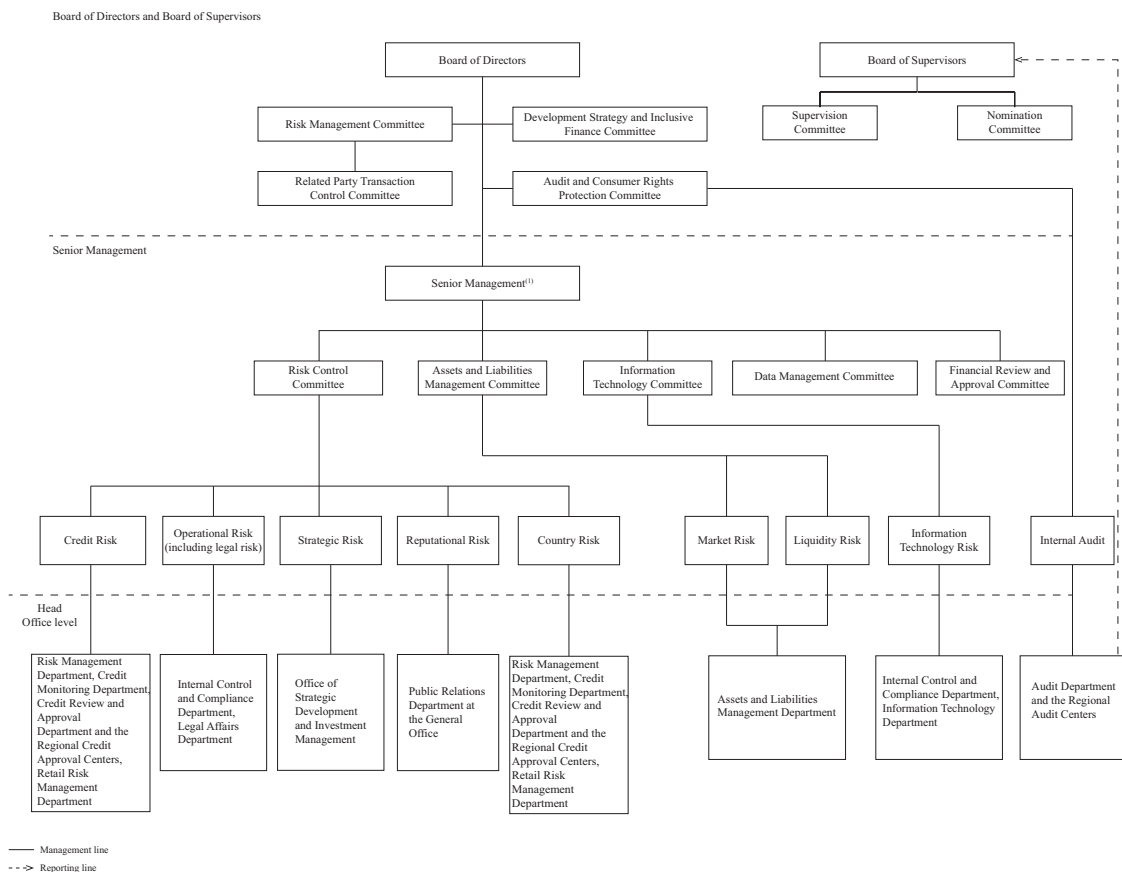 Board of Directors and Board of Supervisors
Board of Directors
Board of Supervisors
Risk Management Committee
Development Strategy and Inclusive
Finance Committee
Supervision
Committee
Nomination
Committee
Related Party Transaction
Control Committee
Audit and Consumer Rights
Protection Committee
Senior Management
Senior Management(1)
Risk Control
Committee
Assets and Liabilities
Management Committee
Information
Technology Committee
Data Management Committee
Financial Review and
Approval Committee
Credit Risk
Operational Risk
(including legal risk)
Strategic Risk
Reputational Risk
Country Risk
Market Risk
Liquidity Risk
Information
Technology Risk
Internal Audit
Head
Office level
Risk Management
Department, Credit
Monitoring Department,
Credit Review and
Approval
Department and the
Regional Credit
Approval Centers,
Retail Risk
Management
Department
Internal Control
and Compliance
Department,
Legal Affairs
Department
Office of
Strategic
Development
and Investment
Management
Public Relations
Department at
the General
Office
Risk Management
Department, Credit
Monitoring Department,
Credit Review and
Approval
Department and the
Regional Credit
Approval Centers,
Retail Risk
Management
Department
Assets and Liabilities
Management Department
Internal Control and
Compliance Department,
Information Technology
Department
Audit Department
and the Regional
Audit Centers
Management line
Reporting line